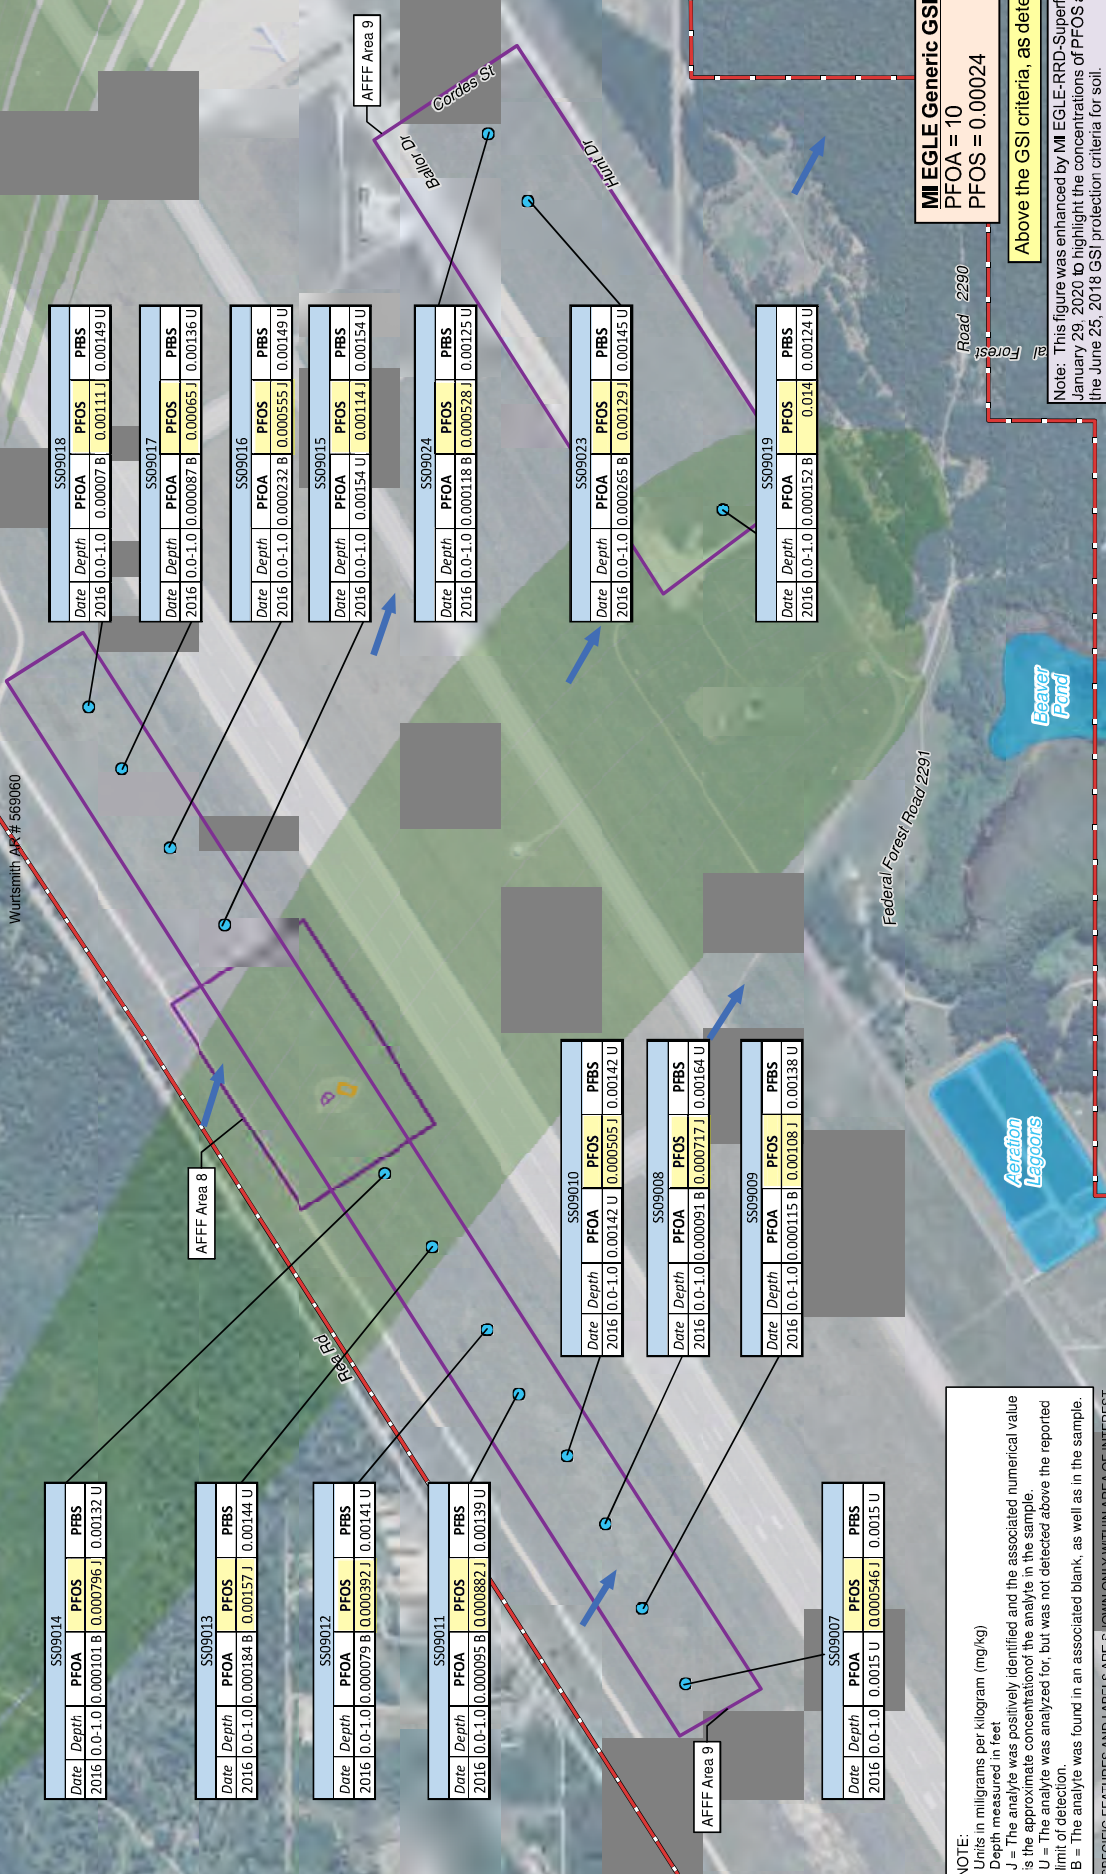 Wurtsmith AR # 569060
SS09014
Date Depth PFOA PFOS PFBS
2016 0.0-1.0 0.000101 B 0.000796 J 0.00132 U
SS09013
Date Depth PFOA PFOS PFBS
2016 0.0-1.0 0.000184 B 0.00157 J 0.00144 U
SS09012
Date Depth PFOA PFOS PFBS
2016 0.0-1.0 0.000079 B 0.000392 J 0.00141 U
SS09011
Date Depth PFOA PFOS PFBS
2016 0.0-1.0 0.000095 B 0.000882 J 0.00139 U
SS09007
Date Depth PFOA PFOS PFBS
2016 0.0-1.0 0.0015 U 0.000546 J 0.0015 U
SS09010
Date Depth PFOA PFOS PFBS
2016 0.0-1.0 0.00142 U 0.000505 J 0.00142 U
SS09008
Date Depth PFOA PFOS PFBS
2016 0.0-1.0 0.000091 B 0.000717 J 0.00164 U
SS09009
Date Depth PFOA PFOS PFBS
2016 0.0-1.0 0.000115 B 0.00108 J 0.00138 U
SS09018
Date Depth PFOA PFOS PFBS
2016 0.0-1.0 0.00007 B 0.00111 J 0.00149 U
SS09017
Date Depth PFOA PFOS PFBS
2016 0.0-1.0 0.000087 B 0.00065 J 0.00136 U
SS09016
Date Depth PFOA PFOS PFBS
2016 0.0-1.0 0.000232 B 0.000555 J 0.00149 U
SS09015
Date Depth PFOA PFOS PFBS
2016 0.0-1.0 0.00154 U 0.00114 J 0.00154 U
SS09024
Date Depth PFOA PFOS PFBS
2016 0.0-1.0 0.000118 B 0.000528 J 0.00125 U
SS09023
Date Depth PFOA PFOS PFBS
2016 0.0-1.0 0.000265 B 0.00129 J 0.00145 U
SS09019
Date Depth PFOA PFOS PFBS
2016 0.0-1.0 0.000152 B 0.014 0.00124 U
AFFF Area 8
AFFF Area 9
AFFF Area 9
Rea Rd
Ballor Dr
Cordes St
Hunt Dr
Federal Forest Road 2291
Road 2290
Forest
Beaver
Pond
Aeration
Lagoons
MI EGLE Generic GSI
PFOA = 10
PFOS = 0.00024
Above the GSI criteria, as dete
Note: This figure was enhanced by MI EGLE-RRD-Superf
January 29, 2020 to highlight the concentrations of PFOS
the June 25, 2018 GSI protection criteria for soil.
NOTE:
Units in miligrams per kilogram (mg/kg)
Depth measured in feet
J = The analyte was positively identified and the associated numerical value
is the approximate concentrationof the analyte in the sample.
U = The analyte was analyzed for, but was not detected above the reported
limit of detection.
B = The analyte was found in an associated blank, as well as in the sample.